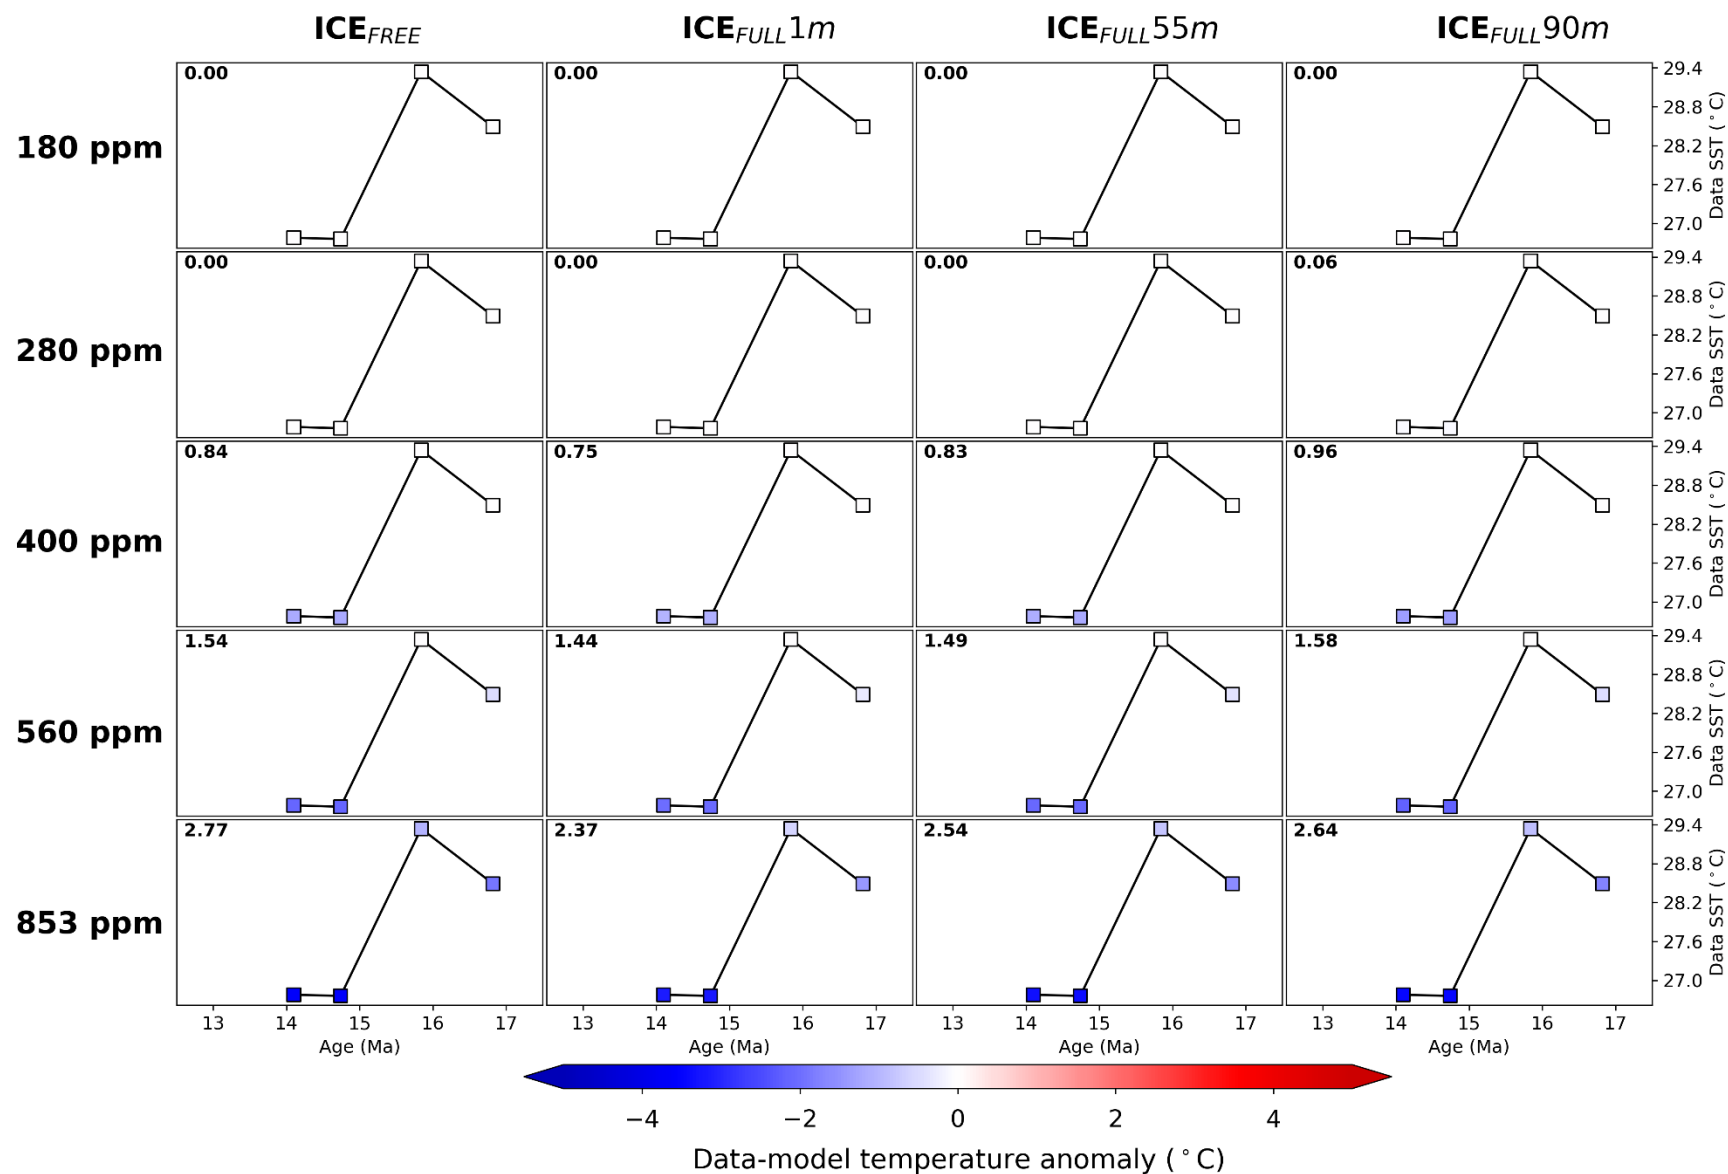 ICE_FREE ICE_FULL1m ICE_FULL55m ICE_FULL90m
180 ppm
0.00 0.00 0.00 0.00
29.4
28.8
28.2
27.6
27.0
Data SST (°C)
280 ppm
0.00 0.00 0.00 0.06
29.4
28.8
28.2
27.6
27.0
Data SST (°C)
400 ppm
0.84 0.75 0.83 0.96
29.4
28.8
28.2
27.6
27.0
Data SST (°C)
560 ppm
1.54 1.44 1.49 1.58
29.4
28.8
28.2
27.6
27.0
Data SST (°C)
853 ppm
2.77 2.37 2.54 2.64
29.4
28.8
28.2
27.6
27.0
Data SST (°C)
13 14 15 16 17 13 14 15 16 17 13 14 15 16 17 13 14 15 16 17
Age (Ma) Age (Ma) Age (Ma) Age (Ma)
−4 −2 0 2 4
Data-model temperature anomaly (°C)